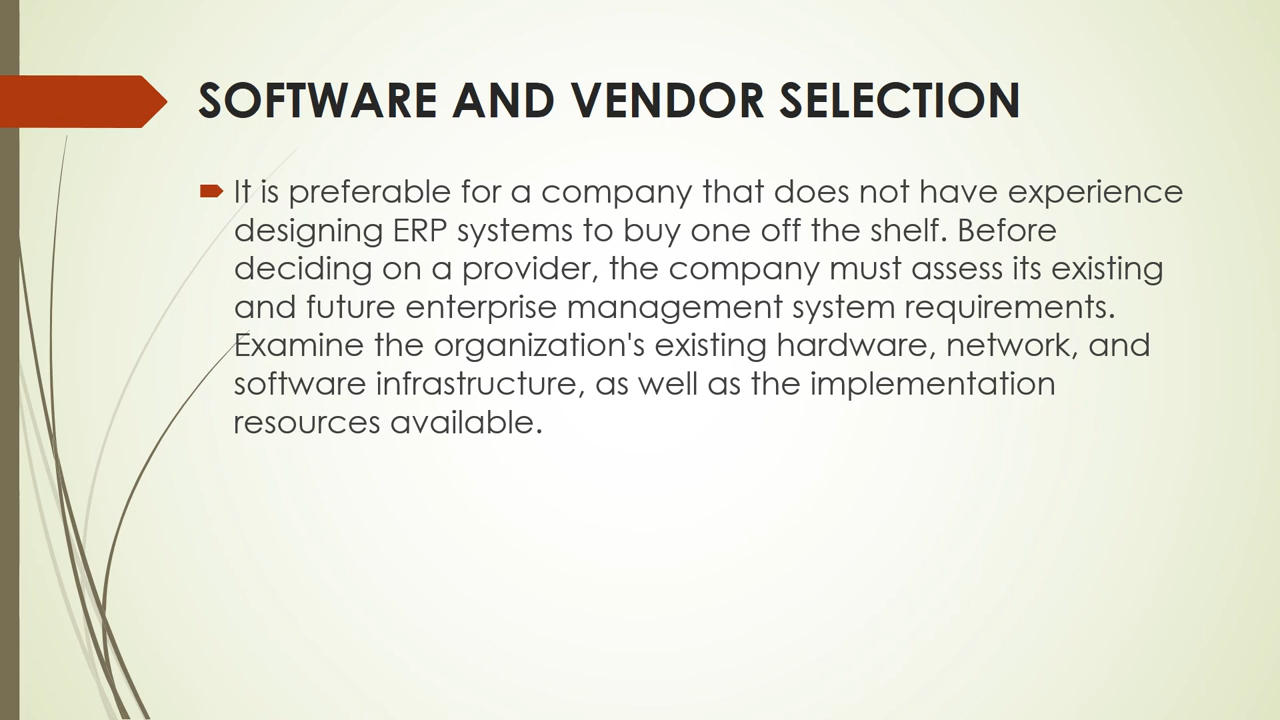 SOFTWARE AND VENDOR SELECTION
It is preferable for a company that does not have experience
designing ERP systems to buy one off the shelf. Before
deciding on a provider, the company must assess its existing
and future enterprise management system requirements.
Examine the organization's existing hardware, network, and
software infrastructure, as well as the implementation
resources available.